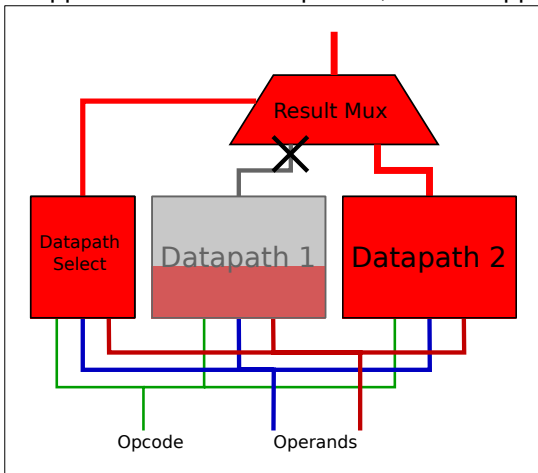 Result Mux
Datapath
Select
Datapath 1
Datapath 2
Opcode
Operands